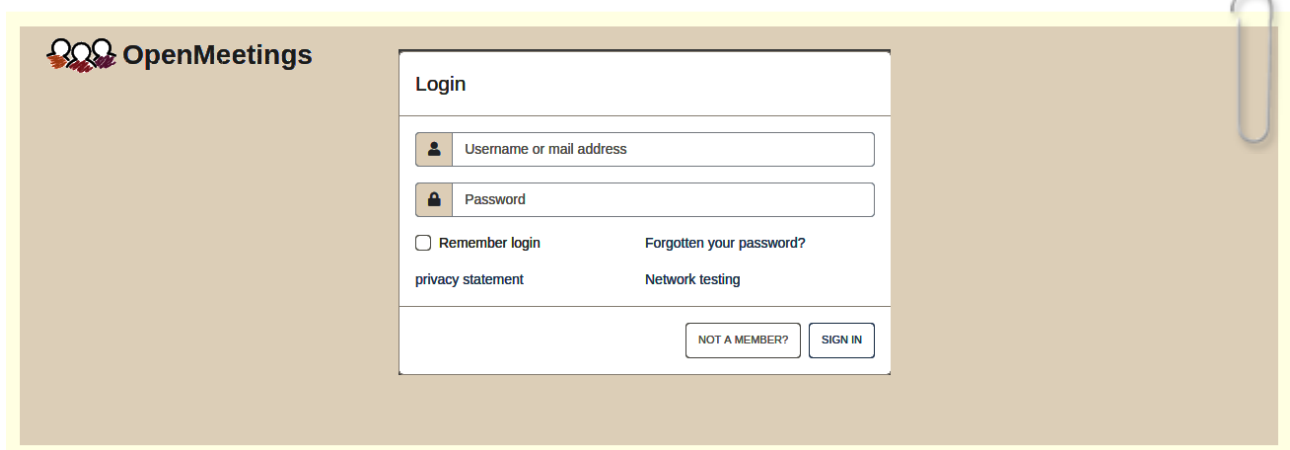 OpenMeetings
Login
Username or mail address
Password
Remember login
Forgotten your password?
privacy statement
Network testing
NOT A MEMBER?
SIGN IN